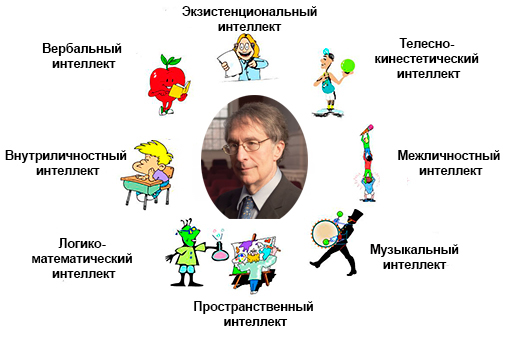 Экзистенциональный
интеллект
Вербальный
интеллект
Телесно-
кинестетический
интеллект
Внутриличностный
интеллект
Межличностный
интеллект
Логико-
математический
интеллект
Музыкальный
интеллект
Пространственный
интеллект